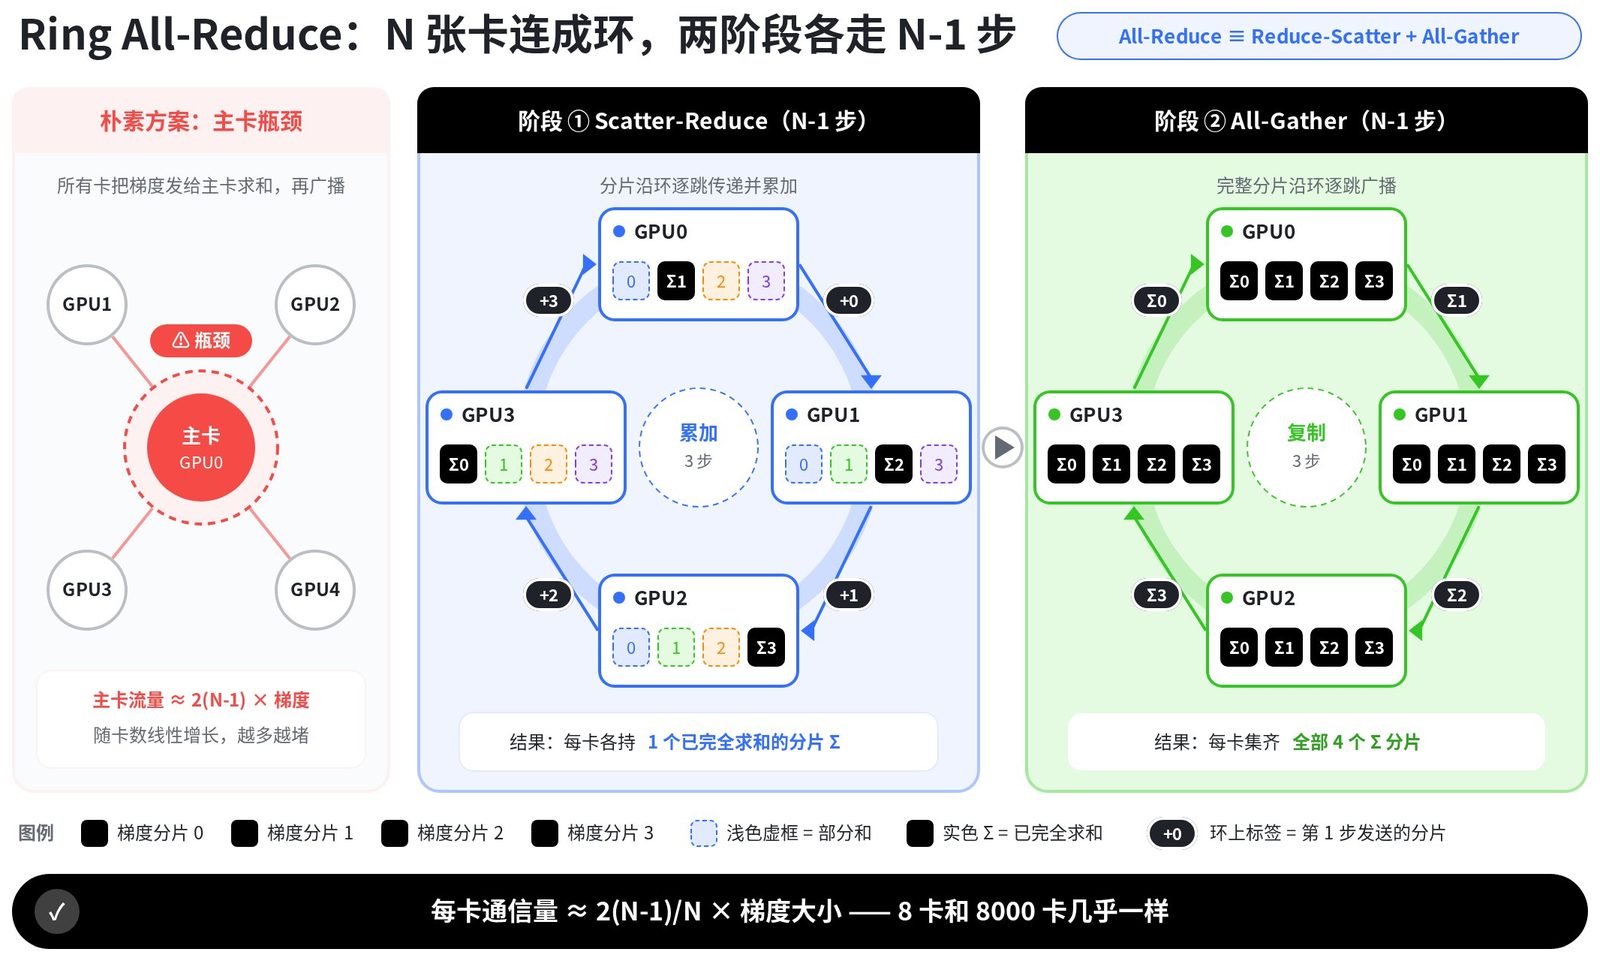 Ring All-Reduce：N 张卡连成环，两阶段各走 N-1 步
All-Reduce ≡ Reduce-Scatter + All-Gather
朴素方案：主卡瓶颈
所有卡把梯度发给主卡求和，再广播
GPU1
GPU2
⚠ 瓶颈
主卡
GPU0
GPU3
GPU4
主卡流量 ≈ 2(N-1) × 梯度
随卡数线性增长，越多越堵
阶段 ① Scatter-Reduce（N-1 步）
分片沿环逐跳传递并累加
GPU0
0 Σ1 2 3
+3
+0
GPU3
Σ0 1 2 3
累加
3 步
GPU1
0 1 Σ2 3
+2
+1
GPU2
0 1 2 Σ3
结果：每卡各持 1 个已完全求和的分片 Σ
阶段 ② All-Gather（N-1 步）
完整分片沿环逐跳广播
GPU0
Σ0 Σ1 Σ2 Σ3
Σ0
Σ1
GPU3
Σ0 Σ1 Σ2 Σ3
复制
3 步
GPU1
Σ0 Σ1 Σ2 Σ3
Σ3
Σ2
GPU2
Σ0 Σ1 Σ2 Σ3
结果：每卡集齐 全部 4 个 Σ 分片
图例 梯度分片 0 梯度分片 1 梯度分片 2 梯度分片 3 浅色虚框 = 部分和 实色 Σ = 已完全求和 +0 环上标签 = 第 1 步发送的分片
✓ 每卡通信量 ≈ 2(N-1)/N × 梯度大小 —— 8 卡和 8000 卡几乎一样